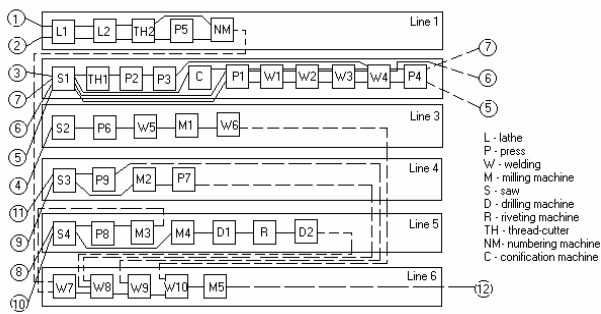 1 L1 L2 TH2 P5 NM Line 1
2
3 S1 TH1 P2 P3 C P1 W1 W2 W3 W4 P4 7
7 6
6 5
5
4 S2 P6 W5 M1 W6 Line 3
11 S3 P9 M2 P7 Line 4
9
8 S4 P8 M3 M4 D1 R D2 Line 5
10 W7 W8 W9 W10 M5 Line 6 12
L - lathe
P - press
W - welding
M - milling machine
S - saw
D - drilling machine
R - riveting machine
TH - thread-cutter
NM - numbering machine
C - conification machine